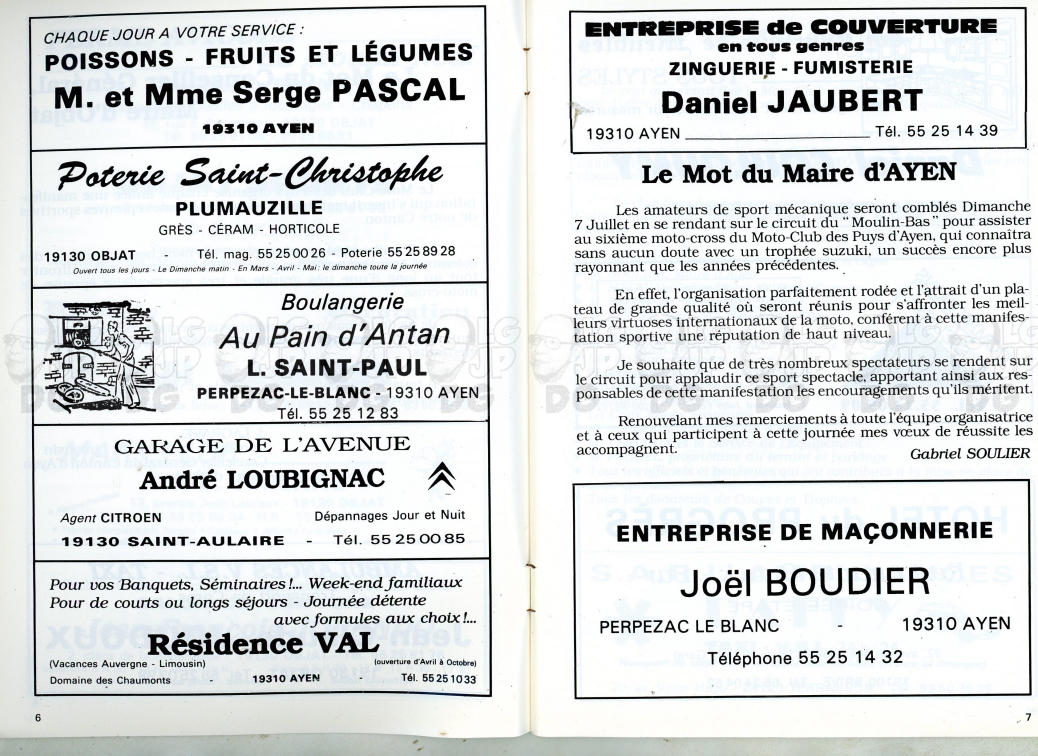 CHAQUE JOUR A VOTRE SERVICE :
POISSONS - FRUITS ET LÉGUMES
M. et Mme Serge PASCAL
19310 AYEN
Poterie Saint-Christophe
PLUMAUZILLE
GRÈS - CÉRAM - HORTICOLE
19130 OBJAT - Tél. mag. 55 25 00 26 - Poterie 55 25 89 28
Ouvert tous les jours - Le Dimanche matin - En Mars - Avril - Mai : le dimanche toute la journée
Boulangerie
Au Pain d'Antan
L. SAINT-PAUL
PERPEZAC-LE-BLANC - 19310 AYEN
Tél. 55 25 12 83
GARAGE DE L'AVENUE
André LOUBIGNAC
Agent CITROEN Dépannages Jour et Nuit
19130 SAINT-AULAIRE - Tél. 55 25 00 85
Pour vos Banquets, Séminaires !... Week-end familiaux
Pour de courts ou longs séjours - Journée détente
avec formules aux choix !...
Résidence VAL
(Vacances Auvergne - Limousin) (ouverture d'Avril à Octobre)
Domaine des Chaumonts - 19310 AYEN - Tél. 55 25 10 33
6
ENTREPRISE de COUVERTURE
en tous genres
ZINGUERIE - FUMISTERIE
Daniel JAUBERT
19310 AYEN Tél. 55 25 14 39
Le Mot du Maire d'AYEN
Les amateurs de sport mécanique seront comblés Dimanche
7 Juillet en se rendant sur le circuit du "Moulin-Bas" pour assister
au sixième moto-cross du Moto-Club des Puys d'Ayen, qui connaîtra
sans aucun doute avec un trophée suzuki, un succès encore plus
rayonnant que les années précédentes.
En effet, l'organisation parfaitement rodée et l'attrait d'un pla-
teau de grande qualité où seront réunis pour s'affronter les meil-
leurs virtuoses internationaux de la moto, confèrent à cette manifes-
tation sportive une réputation de haut niveau.
Je souhaite que de très nombreux spectateurs se rendent sur
le circuit pour applaudir ce sport spectacle, apportant ainsi aux res-
ponsables de cette manifestation les encouragements qu'ils méritent.
Renouvelant mes remerciements à toute l'équipe organisatrice
et à ceux qui participent à cette journée mes vœux de réussite les
accompagnent.
Gabriel SOULIER
ENTREPRISE DE MAÇONNERIE
Joël BOUDIER
PERPEZAC LE BLANC - 19310 AYEN
Téléphone 55 25 14 32
7